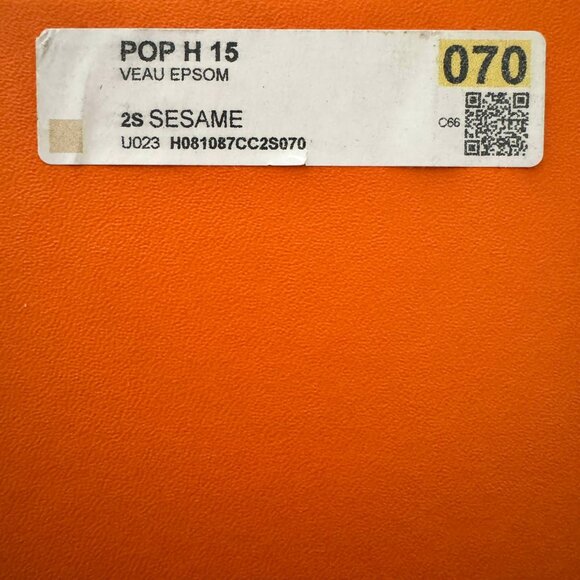 POP H 15
VEAU EPSOM
070
2S SESAME
C66
U023 H081087CC2S070